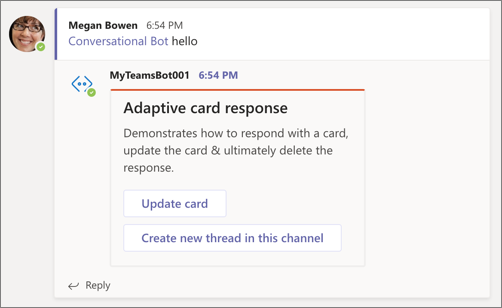 Megan Bowen 6:54 PM
Conversational Bot hello
MyTeamsBot001 6:54 PM
Adaptive card response
Demonstrates how to respond with a card,
update the card & ultimately delete the
response.
Update card
Create new thread in this channel
Reply